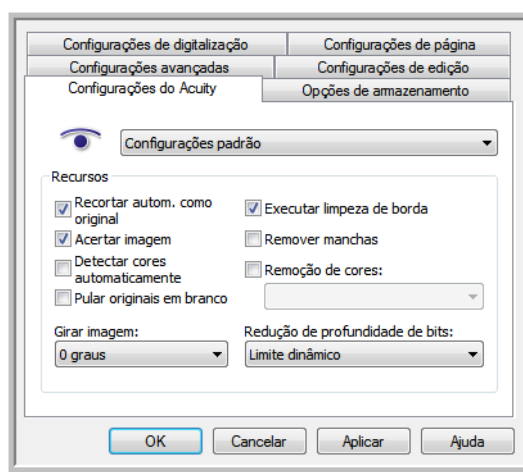 Configurações de digitalização
Configurações de página
Configurações avançadas
Configurações de edição
Configurações do Acuity
Opções de armazenamento
Configurações padrão
Recursos
Recortar autom. como
original
Executar limpeza de borda
Acertar imagem
Remover manchas
Detectar cores
automaticamente
Remoção de cores:
Pular originais em branco
Girar imagem:
Redução de profundidade de bits:
0 graus
Limite dinâmico
OK
Cancelar
Aplicar
Ajuda